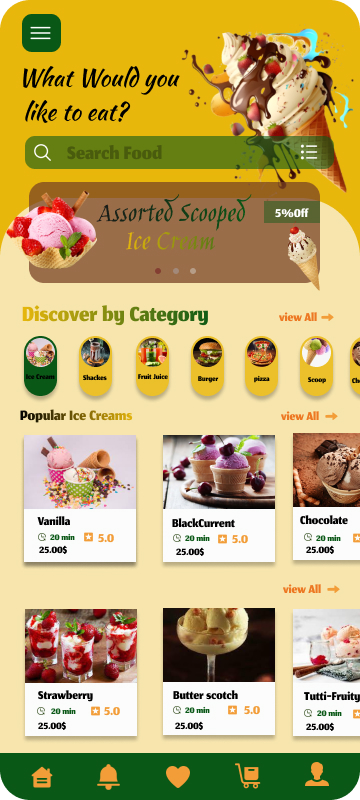 What Would you
like to eat?
Search Food
Assorted Scooped
5%Off
Ice Cream
Discover by Category
view All
Ice Cream
Shackes
Fruit Juice
Burger
pizza
Scoop
Popular Ice Creams
view All
Vanilla
20 min 5.0
25.00$
BlackCurrent
20 min 5.0
25.00$
Chocolate
20 min
25.00$
view All
Strawberry
20 min 5.0
25.00$
Butter scotch
20 min 5.0
25.00$
Tutti-Fruity
20 min
25.00$